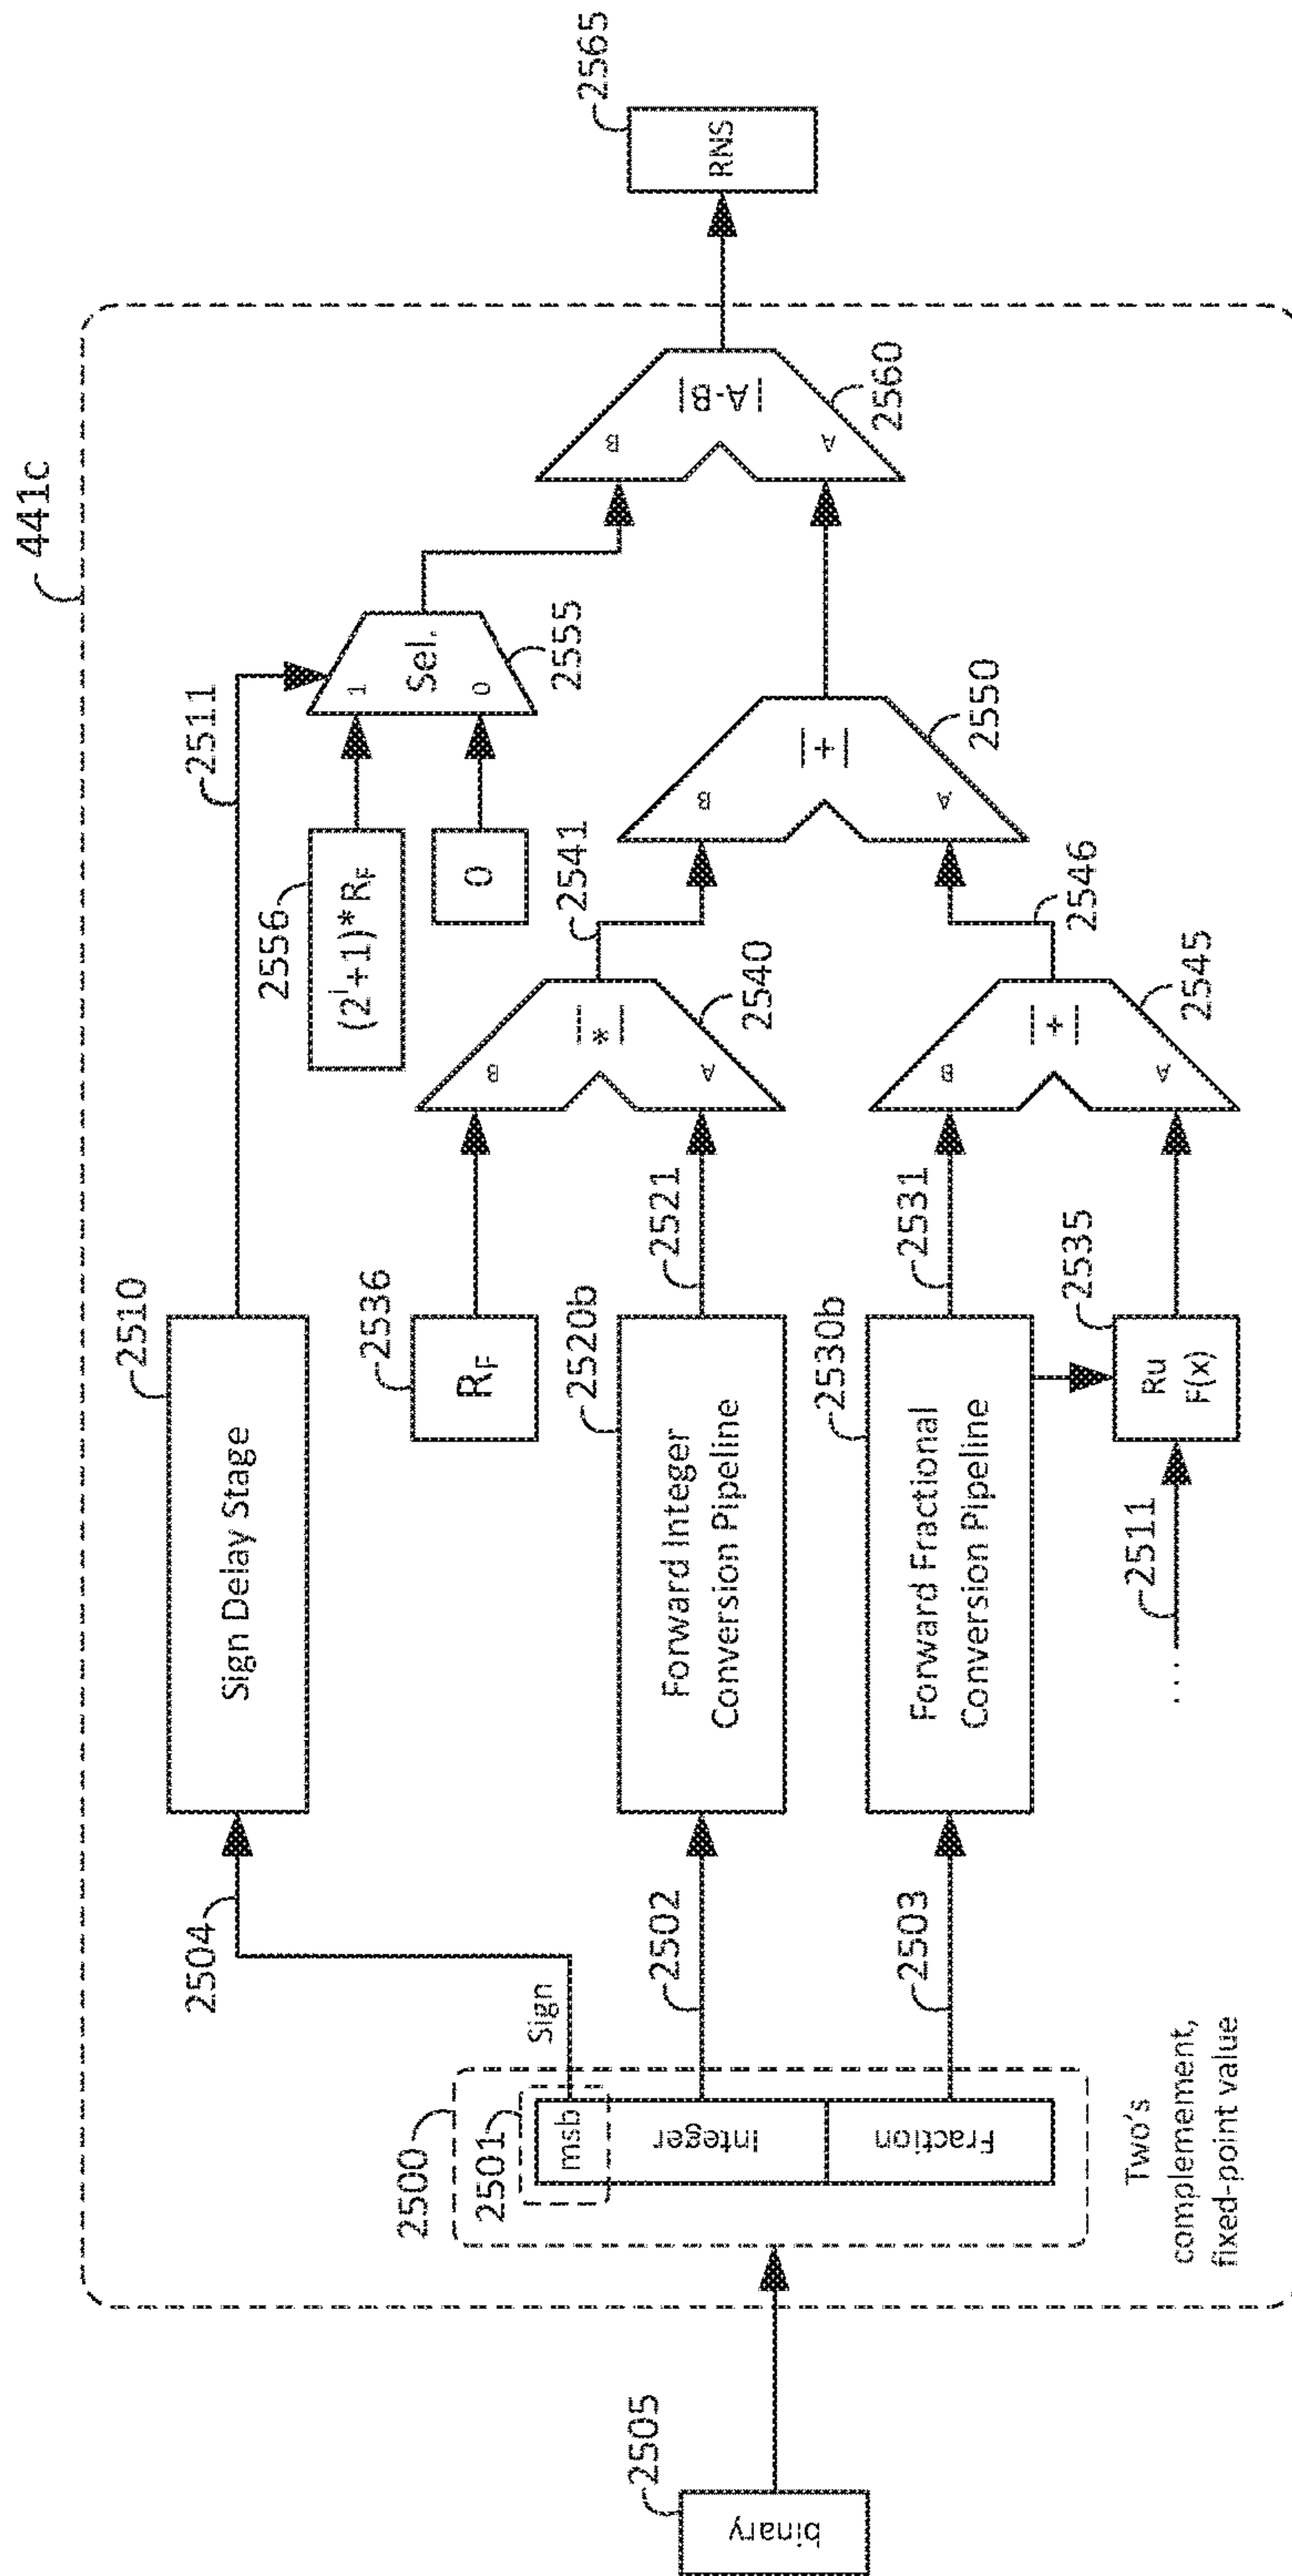 441c
2505
binary
2500
2501
msb
Integer
Fraction
Two's
complement,
fixed-point value
Sign
2504
2502
2503
2510
Sign Delay Stage
2536
R_F
2520b
Forward Integer
Conversion Pipeline
2530b
Forward Fractional
Conversion Pipeline
2535
Ru
F(x)
. . .
2511
2521
2531
2511
2556
(2^i+1)*R_F
0
B
|*|
A
2540
2541
B
|+|
A
2545
2546
1
Sel.
0
2555
B
|+|
A
2550
B
|A-B|
A
2560
RNS
2565